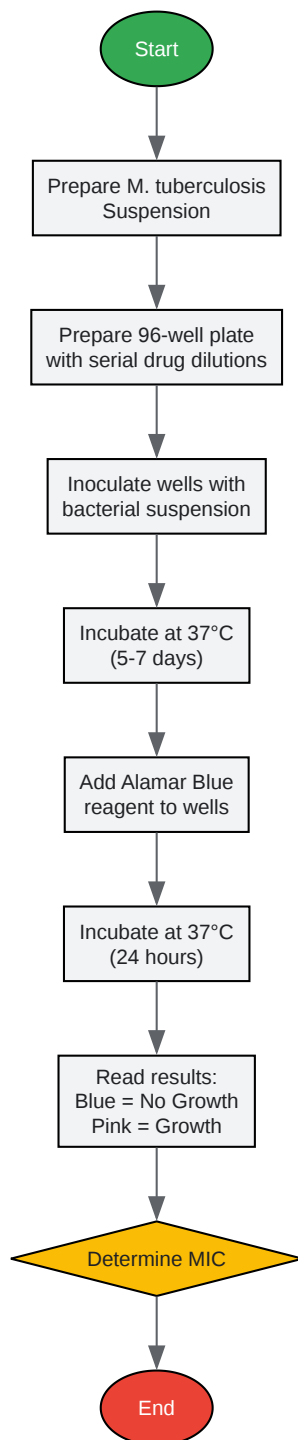 Start
Prepare M. tuberculosis
Suspension
Prepare 96-well plate
with serial drug dilutions
Inoculate wells with
bacterial suspension
Incubate at 37°C
(5-7 days)
Add Alamar Blue
reagent to wells
Incubate at 37°C
(24 hours)
Read results:
Blue = No Growth
Pink = Growth
Determine MIC
End